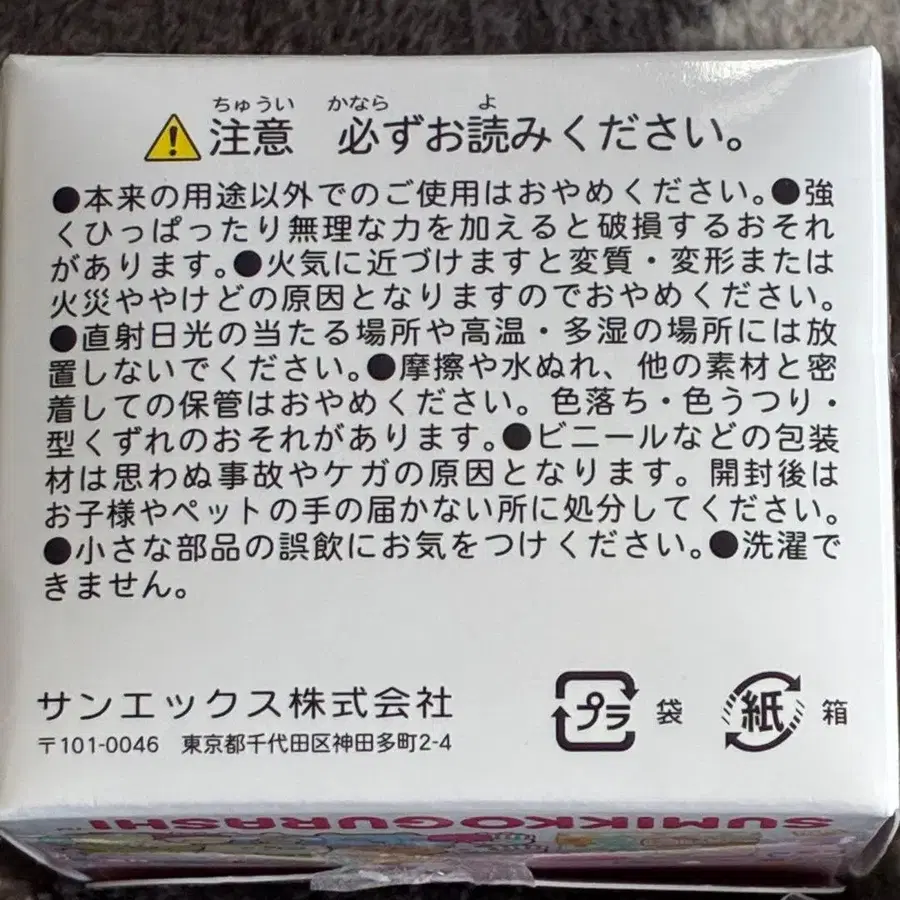 ちゅうい かなら よ
注意 必ずお読みください。
●本来の用途以外でのご使用はおやめください。●強
くひっぱったり無理な力を加えると破損するおそれ
があります。●火気に近づけますと変質・変形または
火災ややけどの原因となりますのでおやめください。
●直射日光の当たる場所や高温・多湿の場所には放
置しないでください。●摩擦や水ぬれ、他の素材と密
着しての保管はおやめください。色落ち・色うつり・
型くずれのおそれがあります。●ビニールなどの包装
材は思わぬ事故やケガの原因となります。開封後は
お子様やペットの手の届かない所に処分してください。
●小さな部品の誤飲にお気をつけください。●洗濯で
きません。
サンエックス株式会社
〒101-0046 東京都千代田区神田多町2-4
プラ 袋 紙 箱
SUMIKKOGURASHI